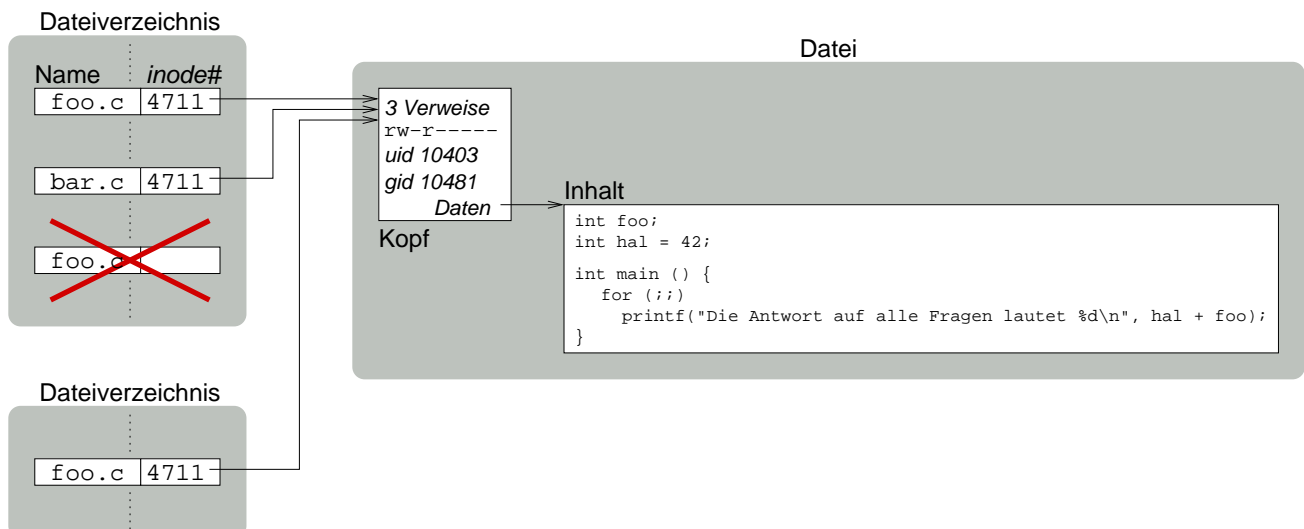 Dateiverzeichnis
Name inode#
foo.c 4711
bar.c 4711
foo.c
Dateiverzeichnis
foo.c 4711
Datei
3 Verweise
rw-r-----
uid 10403
gid 10481
Daten
Kopf
Inhalt
int foo;
int hal = 42;
int main () {
for (;;)
printf("Die Antwort auf alle Fragen lautet %d\n", hal + foo);
}